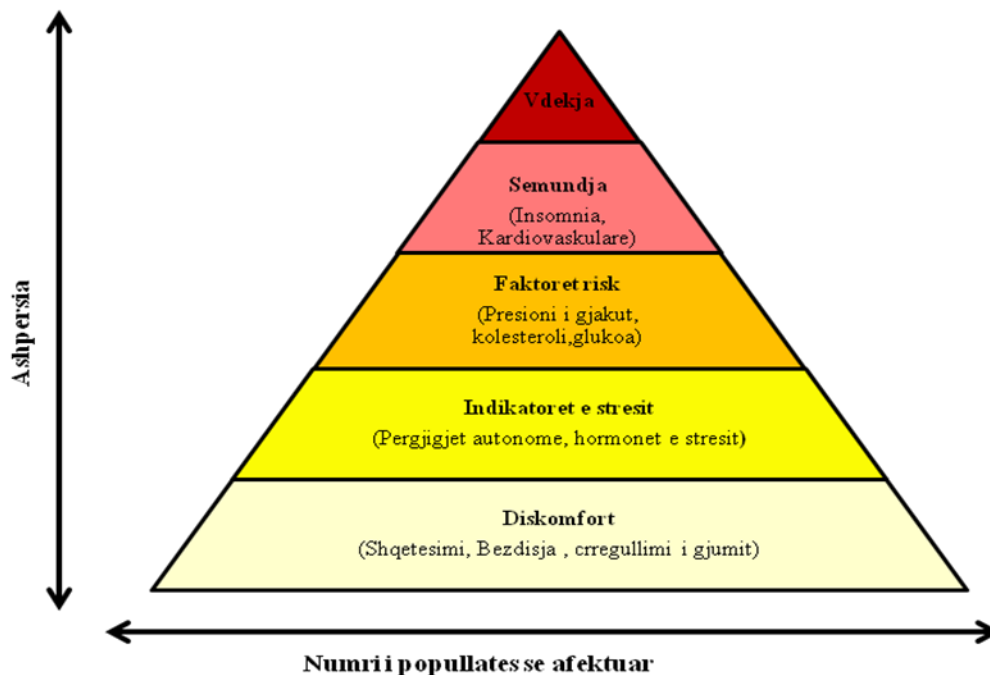 Vdekja
Semundja
(Insomnia,
Kardiovaskulare)
Faktoret risk
(Presioni i gjakut,
kolesteroli,glukoa)
Indikatoret e stresit
(Pergjigjet autonome, hormonet e stresit)
Diskomfort
(Shqetesimi, Bezdisja , crregullimi i gjumit)
Ashpersia
Numri i popullates se afektuar